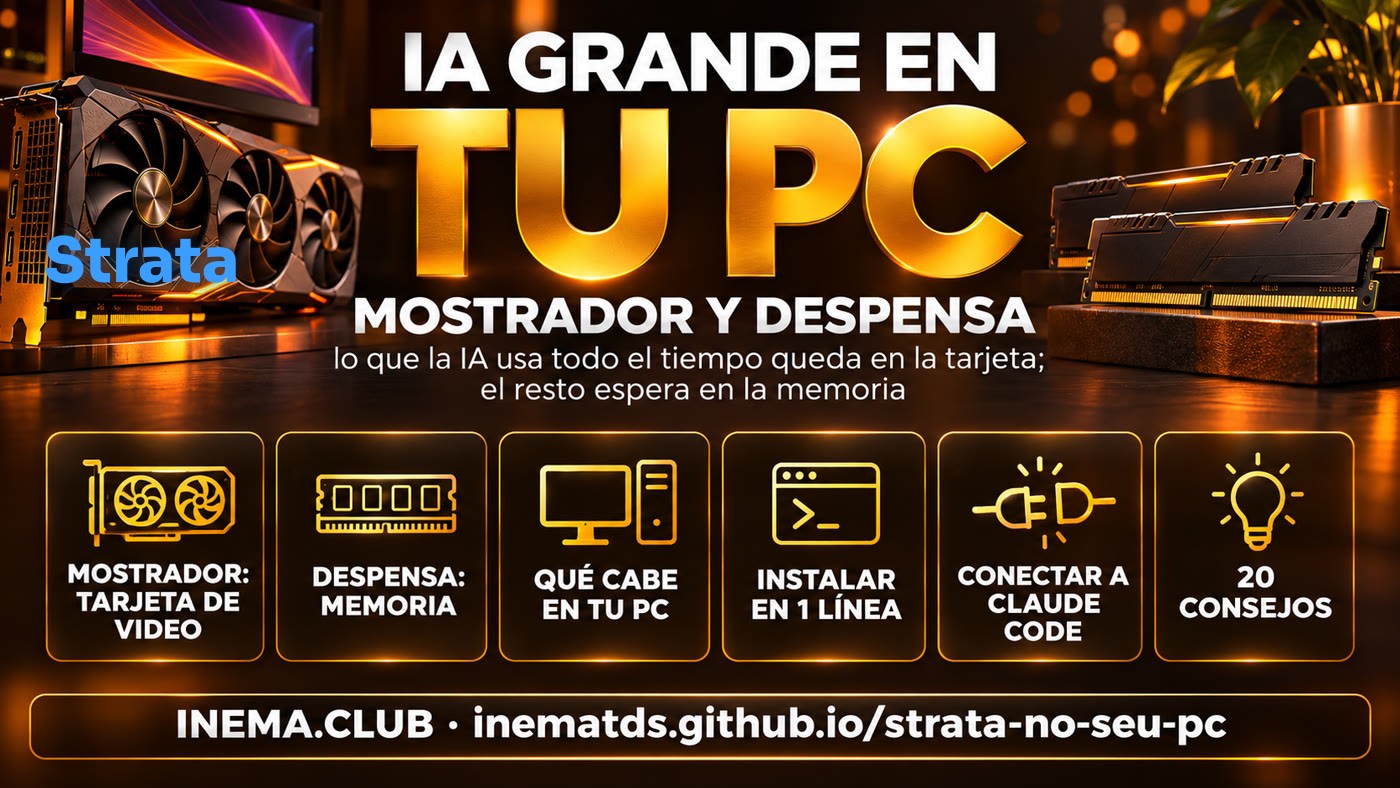 IA GRANDE EN
TU PC
Strata
MOSTRADOR Y DESPENSA
lo que la IA usa todo el tiempo queda en la tarjeta;
el resto espera en la memoria
MOSTRADOR:
TARJETA DE
VIDEO
DESPENSA:
MEMORIA
QUÉ CABE
EN TU PC
INSTALAR
EN 1 LÍNEA
CONECTAR A
CLAUDE
CODE
20
CONSEJOS
INEMA.CLUB · inematds.github.io/strata-no-seu-pc